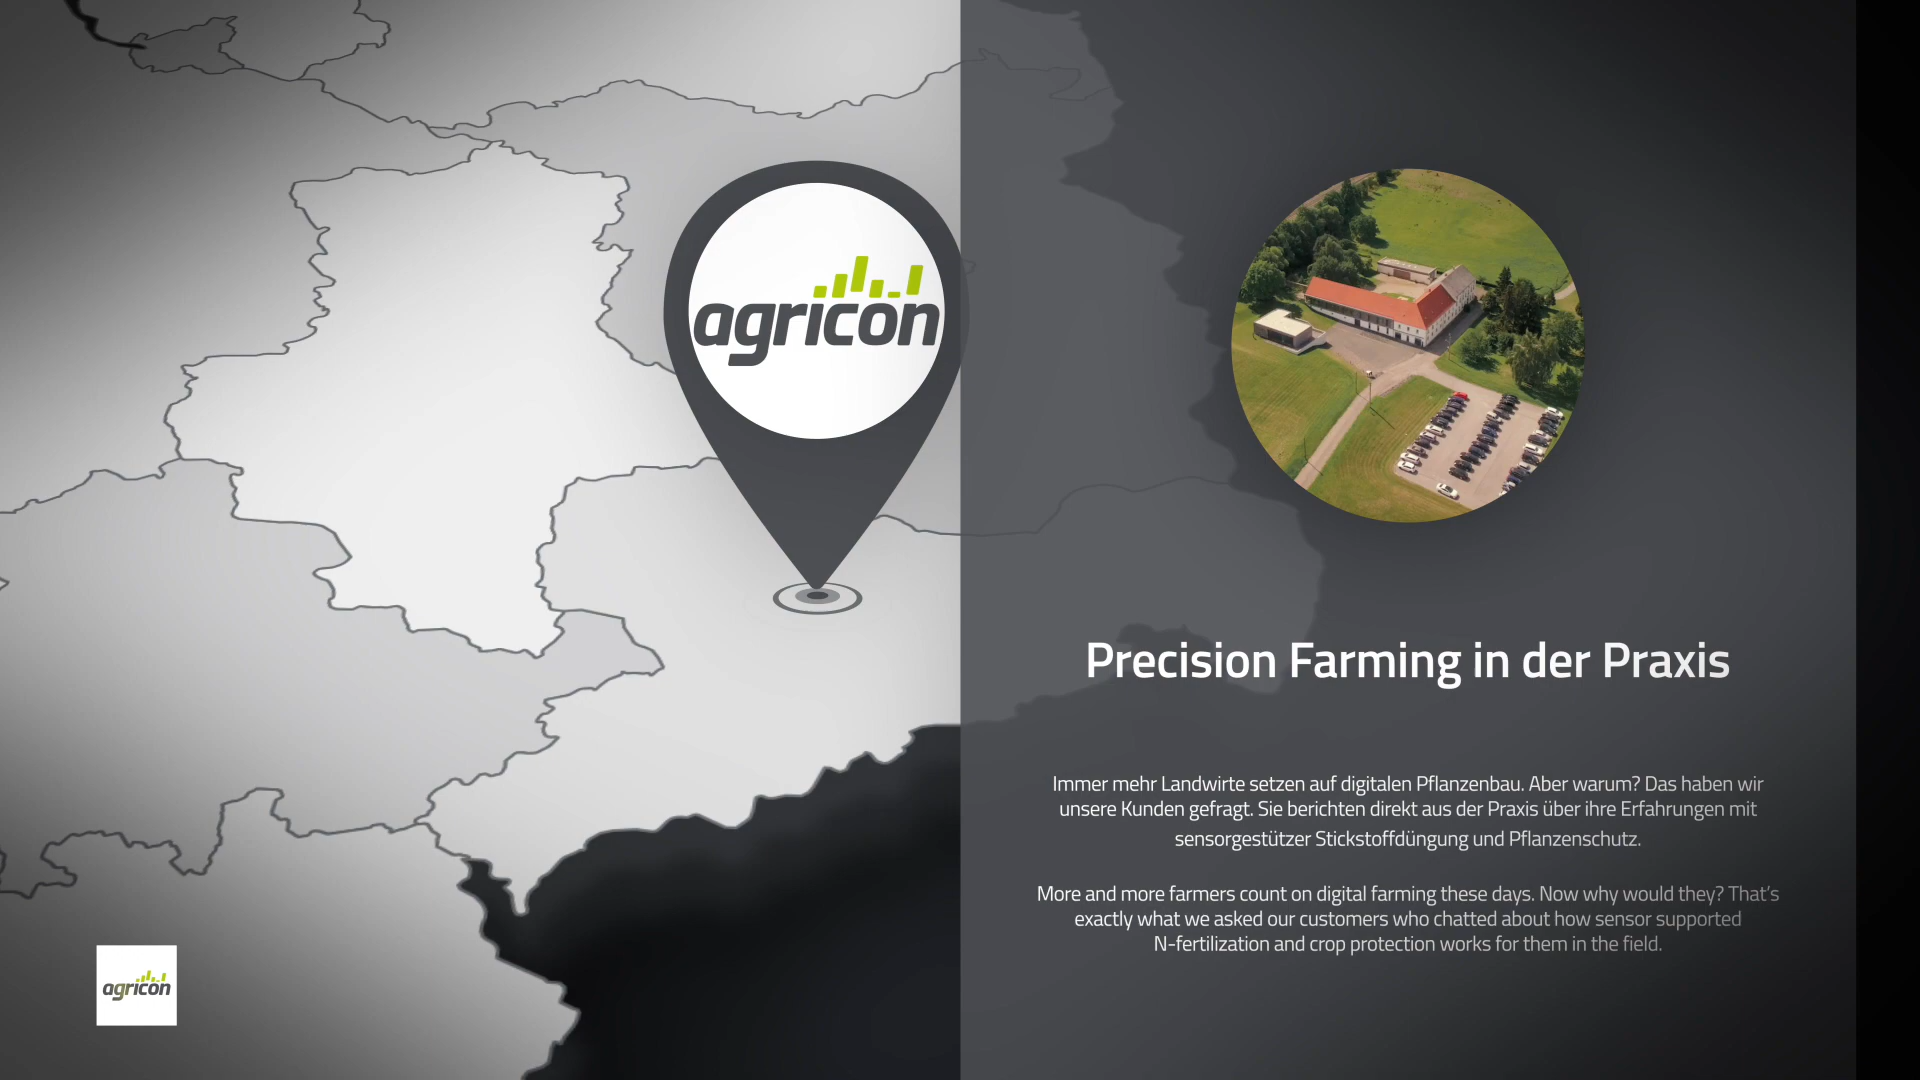 agricon
Precision Farming in der Praxis
Immer mehr Landwirte setzen auf digitalen Pflanzenbau. Aber warum? Das haben wir
unsere Kunden gefragt. Sie berichten direkt aus der Praxis über ihre Erfahrungen mit
sensorgestützer Stickstoffdüngung und Pflanzenschutz.
More and more farmers count on digital farming these days. Now why would they? That's
exactly what we asked our customers who chatted about how sensor supported
N-fertilization and crop protection works for them in the field.
agricon